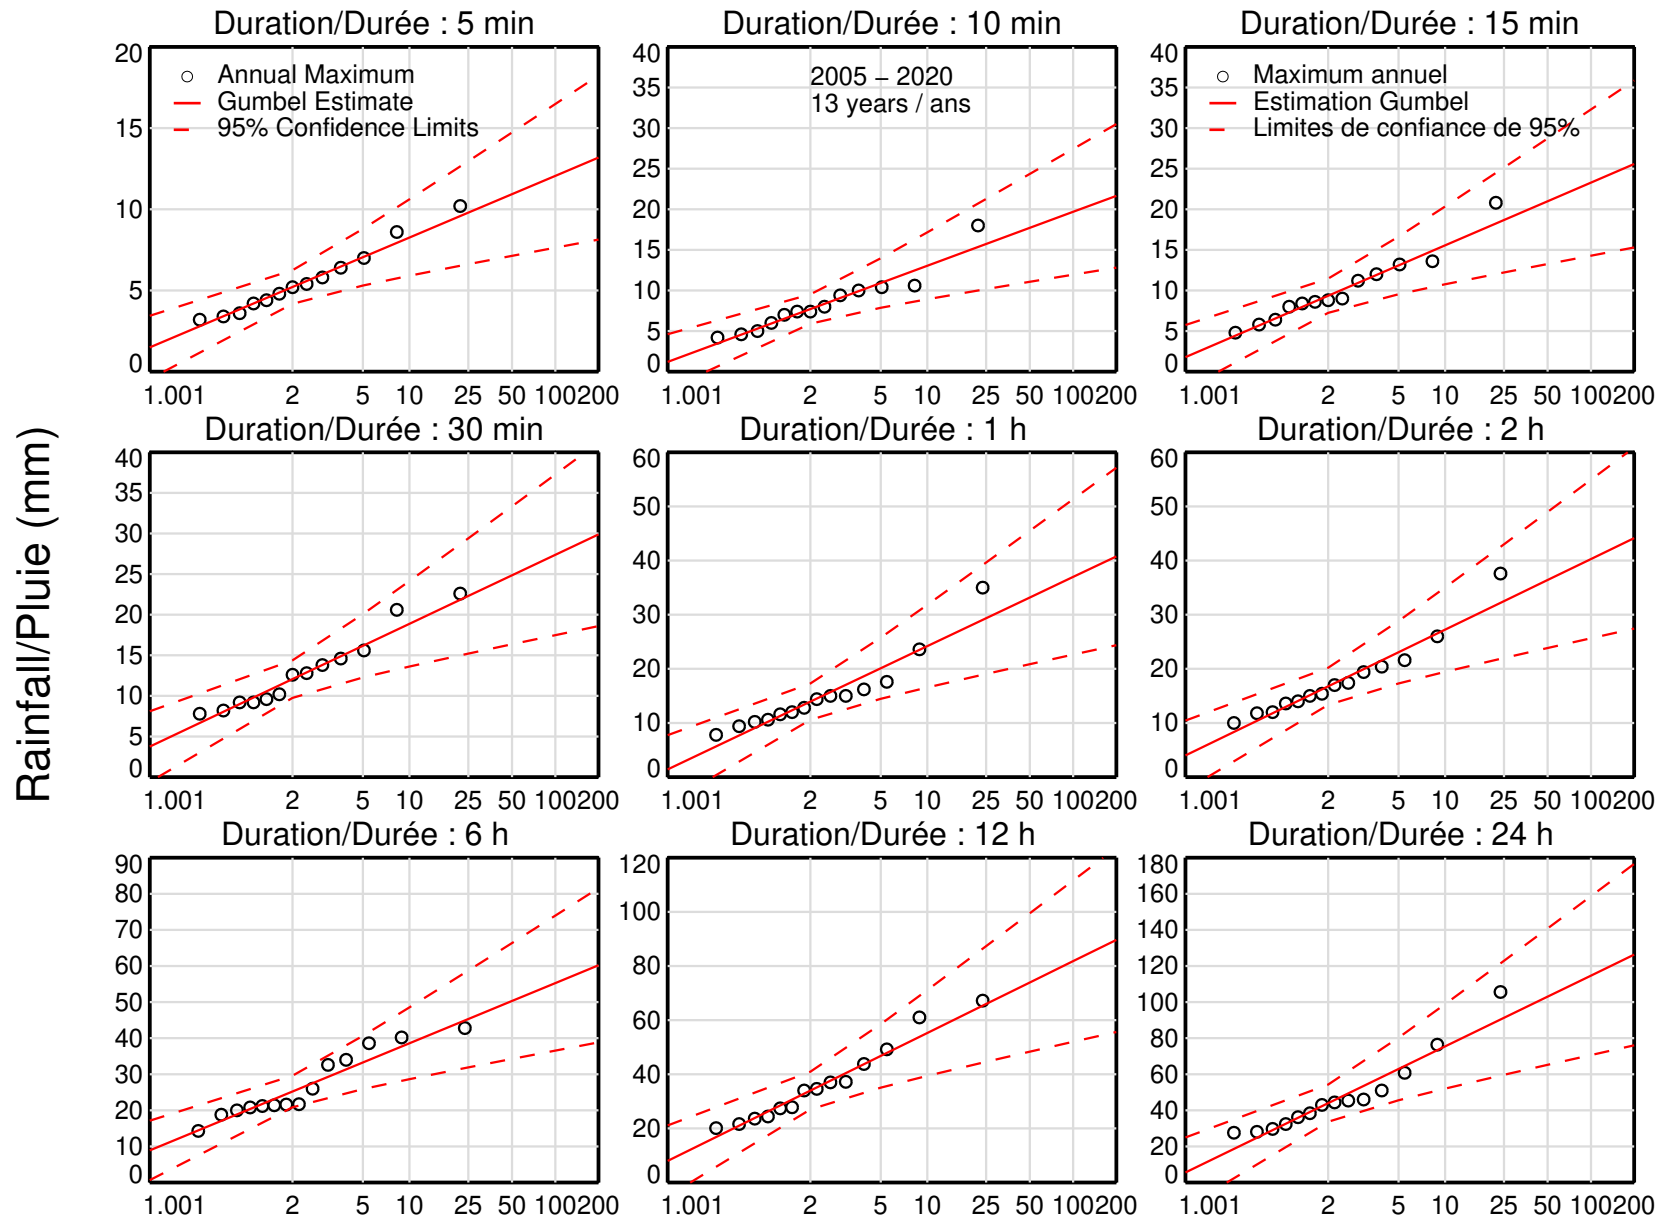 Duration/Durée : 5 min
Duration/Durée : 10 min
Duration/Durée : 15 min
20
15
10
5
0
Annual Maximum
Gumbel Estimate
95% Confidence Limits
1.001 2 5 10 25 50 100 200
40
35
30
25
20
15
10
5
0
2005 – 2020
13 years / ans
1.001 2 5 10 25 50 100 200
40
35
30
25
20
15
10
5
0
Maximum annuel
Estimation Gumbel
Limites de confiance de 95%
1.001 2 5 10 25 50 100 200
Rainfall/Pluie (mm)
Duration/Durée : 30 min
Duration/Durée : 1 h
Duration/Durée : 2 h
40
35
30
25
20
15
10
5
0
1.001 2 5 10 25 50 100 200
60
50
40
30
20
10
0
1.001 2 5 10 25 50 100 200
60
50
40
30
20
10
0
1.001 2 5 10 25 50 100 200
Duration/Durée : 6 h
Duration/Durée : 12 h
Duration/Durée : 24 h
90
80
70
60
50
40
30
20
10
0
1.001 2 5 10 25 50 100 200
120
100
80
60
40
20
0
1.001 2 5 10 25 50 100 200
180
160
140
120
100
80
60
40
20
0
1.001 2 5 10 25 50 100 200